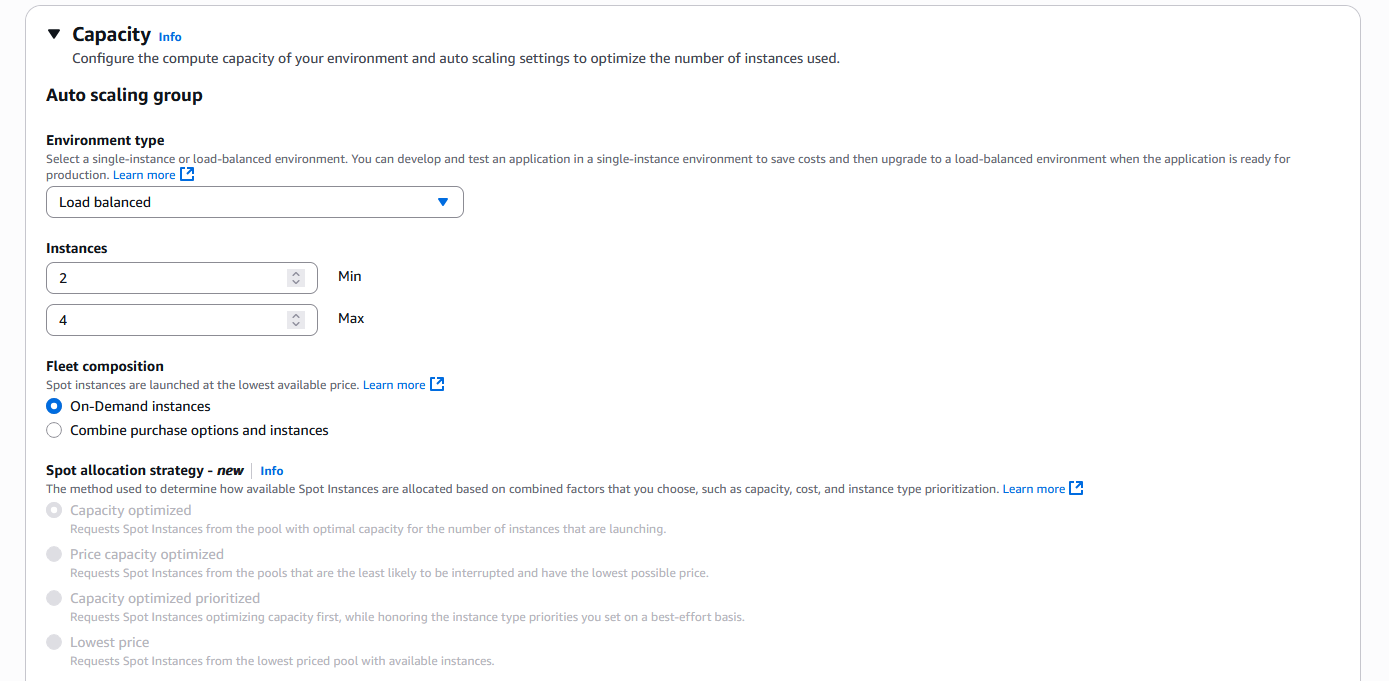 Capacity Info
Configure the compute capacity of your environment and auto scaling settings to optimize the number of instances used.
Auto scaling group
Environment type
Select a single-instance or load-balanced environment. You can develop and test an application in a single-instance environment to save costs and then upgrade to a load-balanced environment when the application is ready for
production. Learn more
Load balanced
Instances
2 Min
4 Max
Fleet composition
Spot instances are launched at the lowest available price. Learn more
On-Demand instances
Combine purchase options and instances
Spot allocation strategy - new Info
The method used to determine how available Spot Instances are allocated based on combined factors that you choose, such as capacity, cost, and instance type prioritization. Learn more
Capacity optimized
Requests Spot Instances from the pool with optimal capacity for the number of instances that are launching.
Price capacity optimized
Requests Spot Instances from the pools that are the least likely to be interrupted and have the lowest possible price.
Capacity optimized prioritized
Requests Spot Instances optimizing capacity first, while honoring the instance type priorities you set on a best-effort basis.
Lowest price
Requests Spot Instances from the lowest priced pool with available instances.